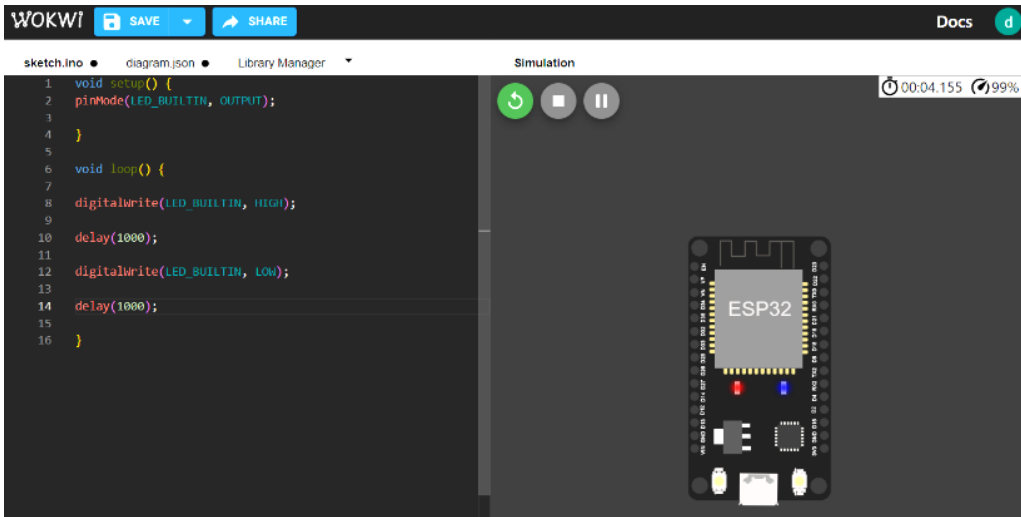 WOKWI SAVE SHARE Docs d
sketch.ino ● diagram.json ● Library Manager Simulation
00:04.155 99%
1 void setup() {
2 pinMode(LED_BUILTIN, OUTPUT);
3
4 }
5
6 void loop() {
7
8 digitalWrite(LED_BUILTIN, HIGH);
9
10 delay(1000);
11
12 digitalWrite(LED_BUILTIN, LOW);
13
14 delay(1000);
15
16 }
ESP32